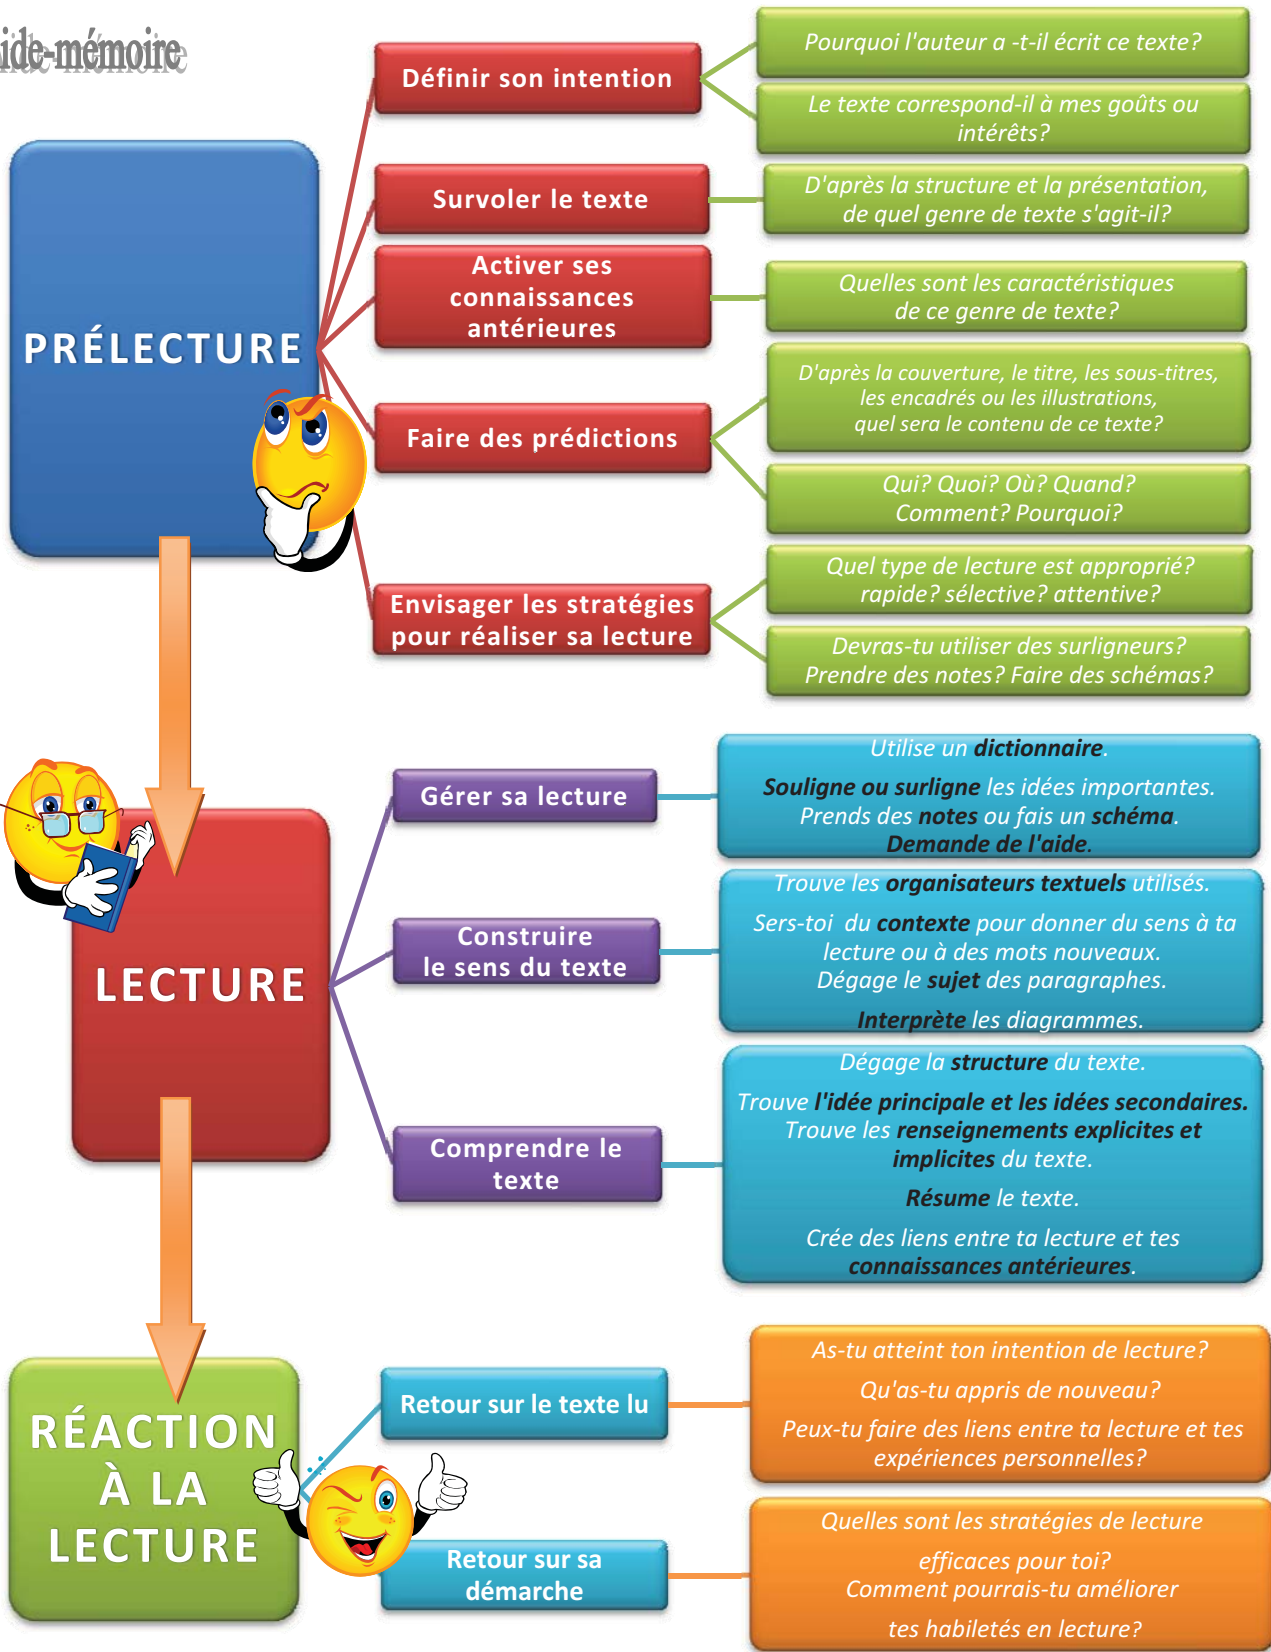 ide-mémoire
PRÉLECTURE
Définir son intention
Pourquoi l'auteur a -t-il écrit ce texte?
Le texte correspond-il à mes goûts ou
intérêts?
Survoler le texte
D'après la structure et la présentation,
de quel genre de texte s'agit-il?
Activer ses
connaissances
antérieures
Quelles sont les caractéristiques
de ce genre de texte?
Faire des prédictions
D'après la couverture, le titre, les sous-titres,
les encadrés ou les illustrations,
quel sera le contenu de ce texte?
Qui? Quoi? Où? Quand?
Comment? Pourquoi?
Envisager les stratégies
pour réaliser sa lecture
Quel type de lecture est approprié?
rapide? sélective? attentive?
Devras-tu utiliser des surligneurs?
Prendre des notes? Faire des schémas?
LECTURE
Gérer sa lecture
Utilise un dictionnaire.
Souligne ou surligne les idées importantes.
Prends des notes ou fais un schéma.
Demande de l'aide.
Construire
le sens du texte
Trouve les organisateurs textuels utilisés.
Sers-toi du contexte pour donner du sens à ta
lecture ou à des mots nouveaux.
Dégage le sujet des paragraphes.
Interprète les diagrammes.
Comprendre le
texte
Dégage la structure du texte.
Trouve l'idée principale et les idées secondaires.
Trouve les renseignements explicites et
implicites du texte.
Résume le texte.
Crée des liens entre ta lecture et tes
connaissances antérieures.
RÉACTION
À LA
LECTURE
Retour sur le texte lu
As-tu atteint ton intention de lecture?
Qu'as-tu appris de nouveau?
Peux-tu faire des liens entre ta lecture et tes
expériences personnelles?
Retour sur sa
démarche
Quelles sont les stratégies de lecture
efficaces pour toi?
Comment pourrais-tu améliorer
tes habiletés en lecture?